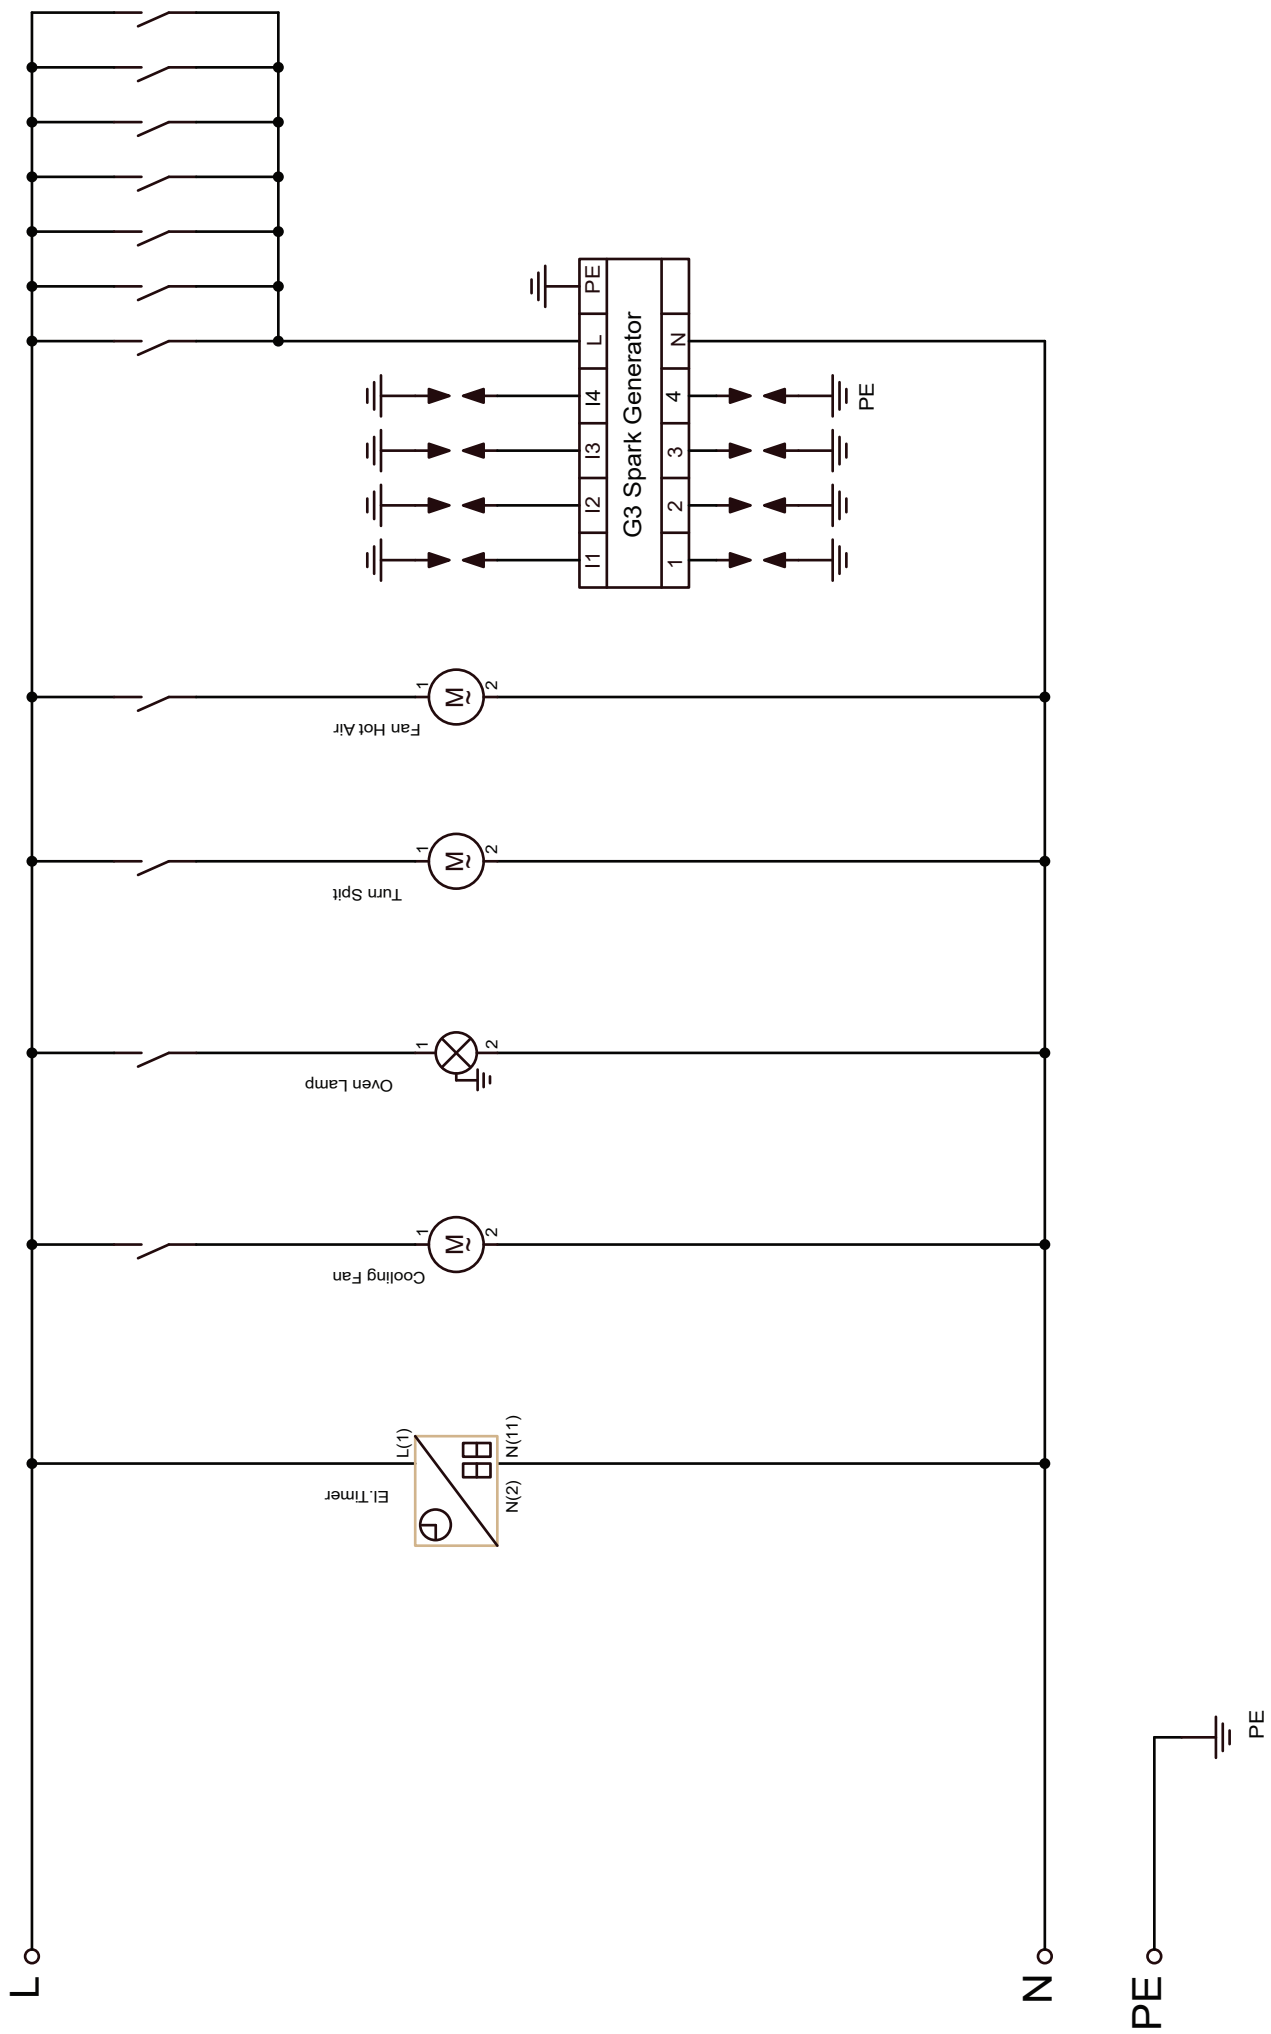 PE
L
I4
I3
I2
I1
G3 Spark Generator
N
4
3
2
1
PE
1
M
~
2
Fan Hot Air
1
M
~
2
Turn Spit
1
2
Oven Lamp
1
M
~
2
Cooling Fan
L(1)
N(11)
N(2)
El.Timer
PE
L
N
PE